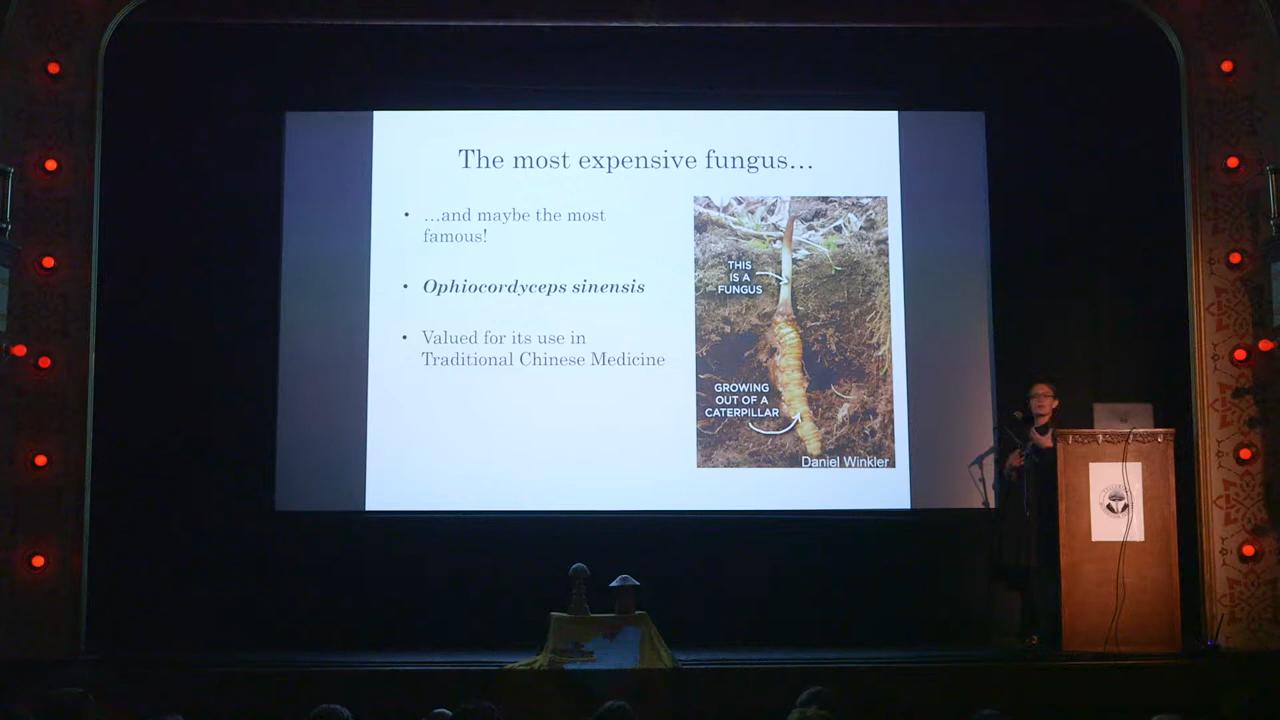 The most expensive fungus...
• ...and maybe the most
famous!
• Ophiocordyceps sinensis
• Valued for its use in
Traditional Chinese Medicine
THIS
IS A
FUNGUS
GROWING
OUT OF A
CATERPILLAR
Daniel Winkler